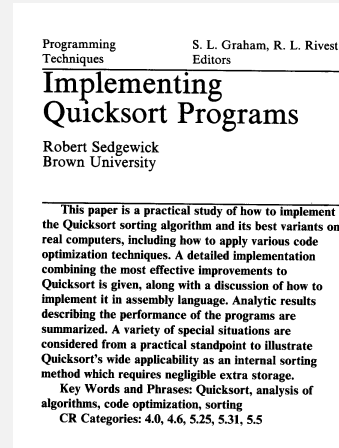 Programming Techniques
S. L. Graham, R. L. Rivest
Editors
Implementing
Quicksort Programs
Robert Sedgewick
Brown University
This paper is a practical study of how to implement
the Quicksort sorting algorithm and its best variants on
real computers, including how to apply various code
optimization techniques. A detailed implementation
combining the most effective improvements to
Quicksort is given, along with a discussion of how to
implement it in assembly language. Analytic results
describing the performance of the programs are
summarized. A variety of special situations are
considered from a practical standpoint to illustrate
Quicksort's wide applicability as an internal sorting
method which requires negligible extra storage.
Key Words and Phrases: Quicksort, analysis of
algorithms, code optimization, sorting
CR Categories: 4.0, 4.6, 5.25, 5.31, 5.5